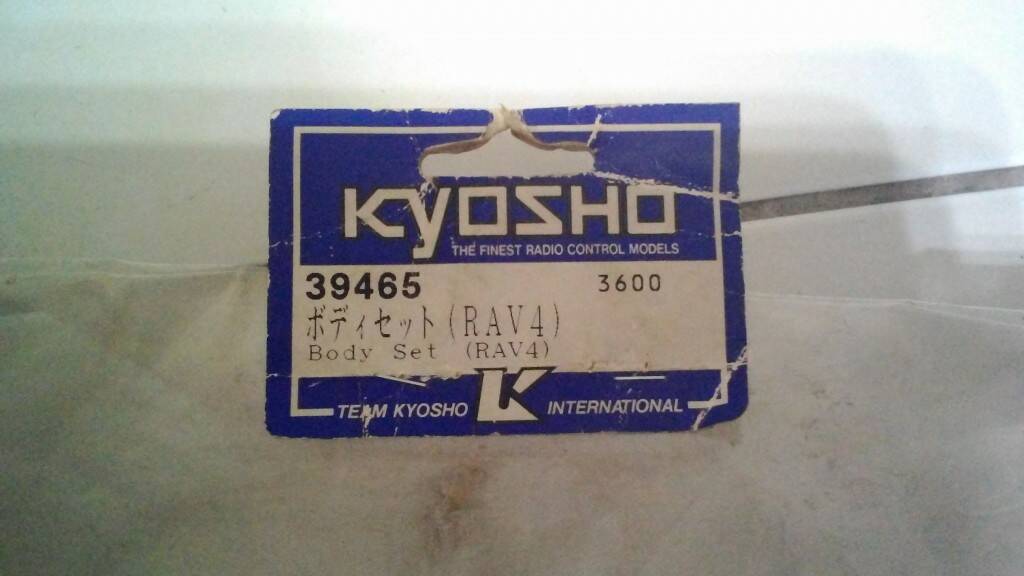 KYOSHO
THE FINEST RADIO CONTROL MODELS
39465 3600
ボディセット(RAV4)
Body Set (RAV4)
TEAM KYOSHO K INTERNATIONAL